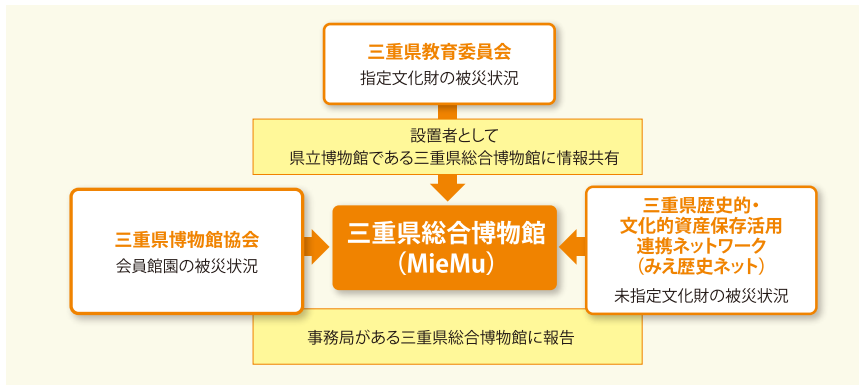 三重県教育委員会
指定文化財の被災状況
設置者として
県立博物館である三重県総合博物館に情報共有
三重県博物館協会
会員館園の被災状況
三重県総合博物館
（MieMu）
三重県歴史的・
文化的資産保存活用
連携ネットワーク
（みえ歴史ネット）
未指定文化財の被災状況
事務局がある三重県総合博物館に報告